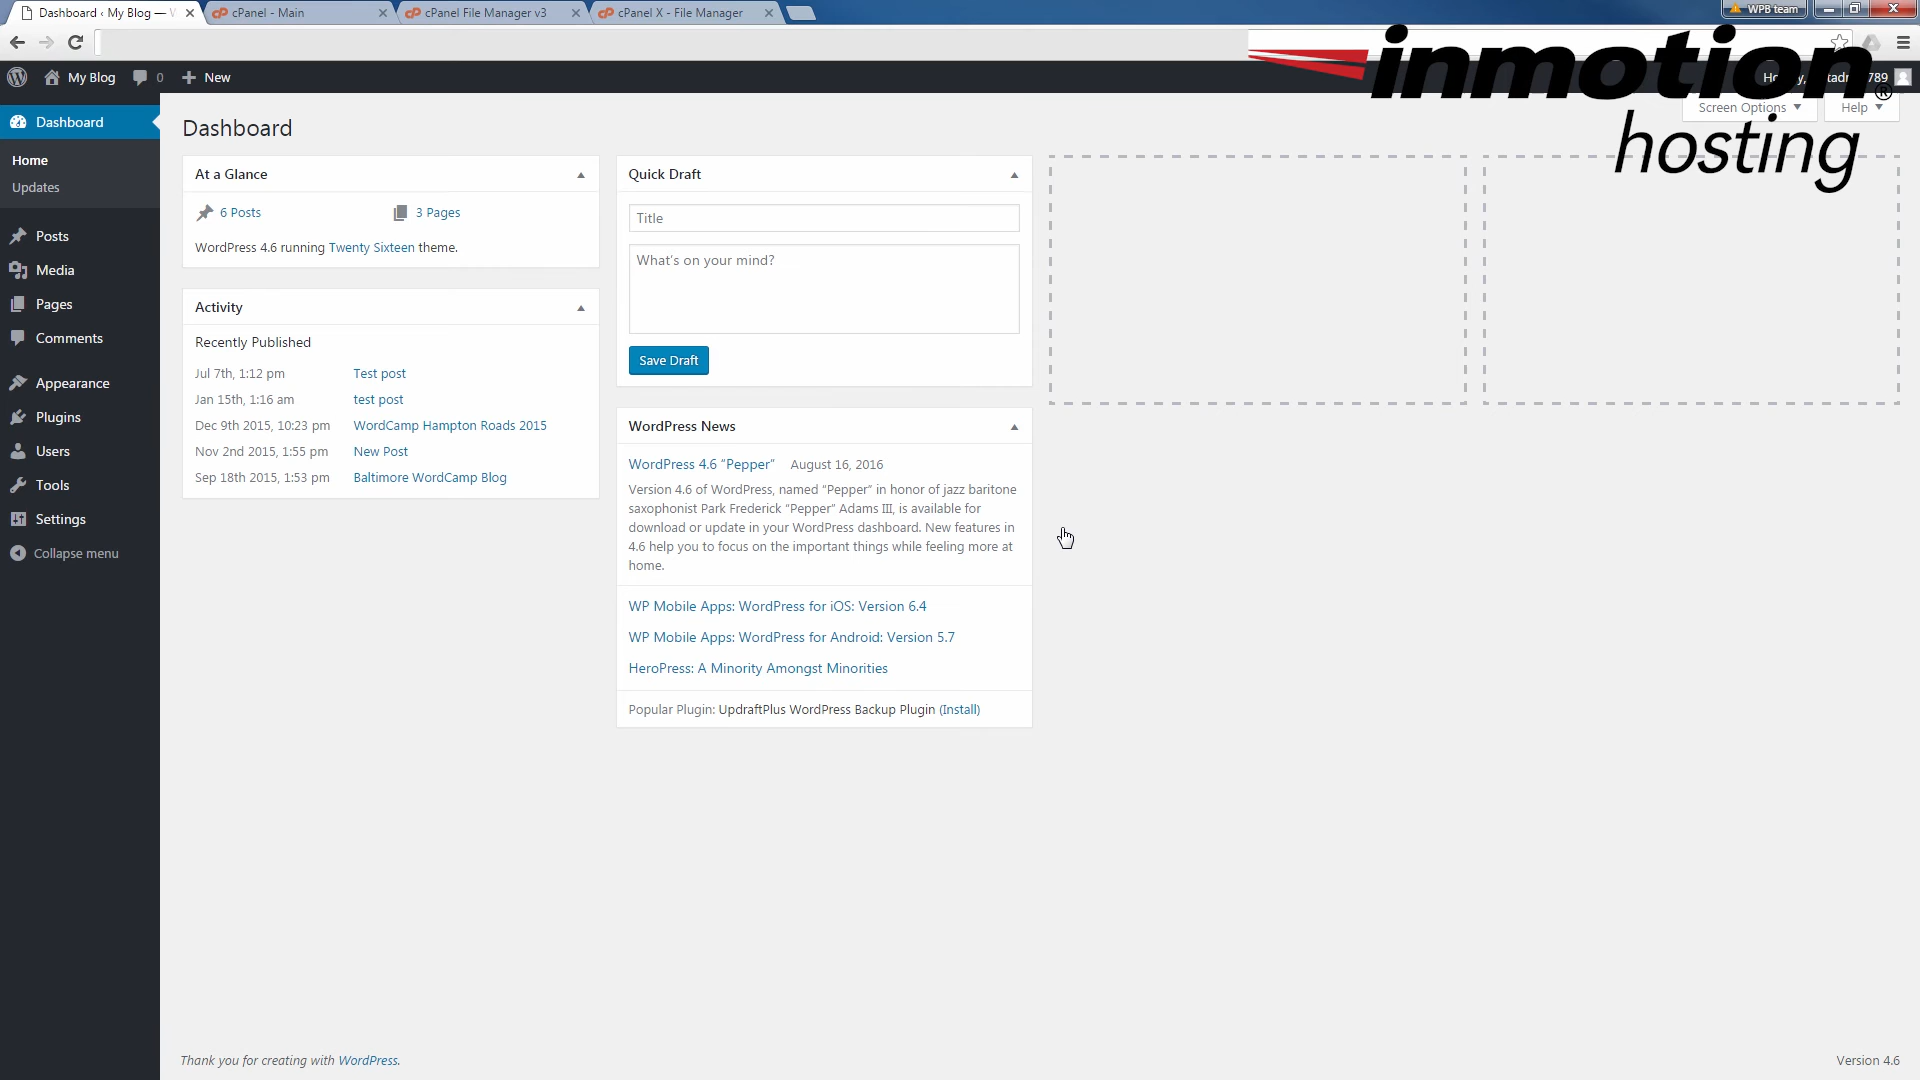 Dashboard ‹ My Blog —
cPanel - Main
cPanel File Manager v3
cPanel X - File Manager
WPB team
inmotion®
hosting
My Blog
0
New
789
Screen Options
Help
Dashboard
Home
Updates
Posts
Media
Pages
Comments
Appearance
Plugins
Users
Tools
Settings
Collapse menu
Dashboard
At a Glance
6 Posts
3 Pages
WordPress 4.6 running Twenty Sixteen theme.
Activity
Recently Published
Jul 7th, 1:12 pm Test post
Jan 15th, 1:16 am test post
Dec 9th 2015, 10:23 pm WordCamp Hampton Roads 2015
Nov 2nd 2015, 1:55 pm New Post
Sep 18th 2015, 1:53 pm Baltimore WordCamp Blog
Quick Draft
Title
What's on your mind?
Save Draft
WordPress News
WordPress 4.6 “Pepper” August 16, 2016
Version 4.6 of WordPress, named “Pepper” in honor of jazz baritone
saxophonist Park Frederick “Pepper” Adams III, is available for
download or update in your WordPress dashboard. New features in
4.6 help you to focus on the important things while feeling more at
home.
WP Mobile Apps: WordPress for iOS: Version 6.4
WP Mobile Apps: WordPress for Android: Version 5.7
HeroPress: A Minority Amongst Minorities
Popular Plugin: UpdraftPlus WordPress Backup Plugin (Install)
Thank you for creating with WordPress.
Version 4.6